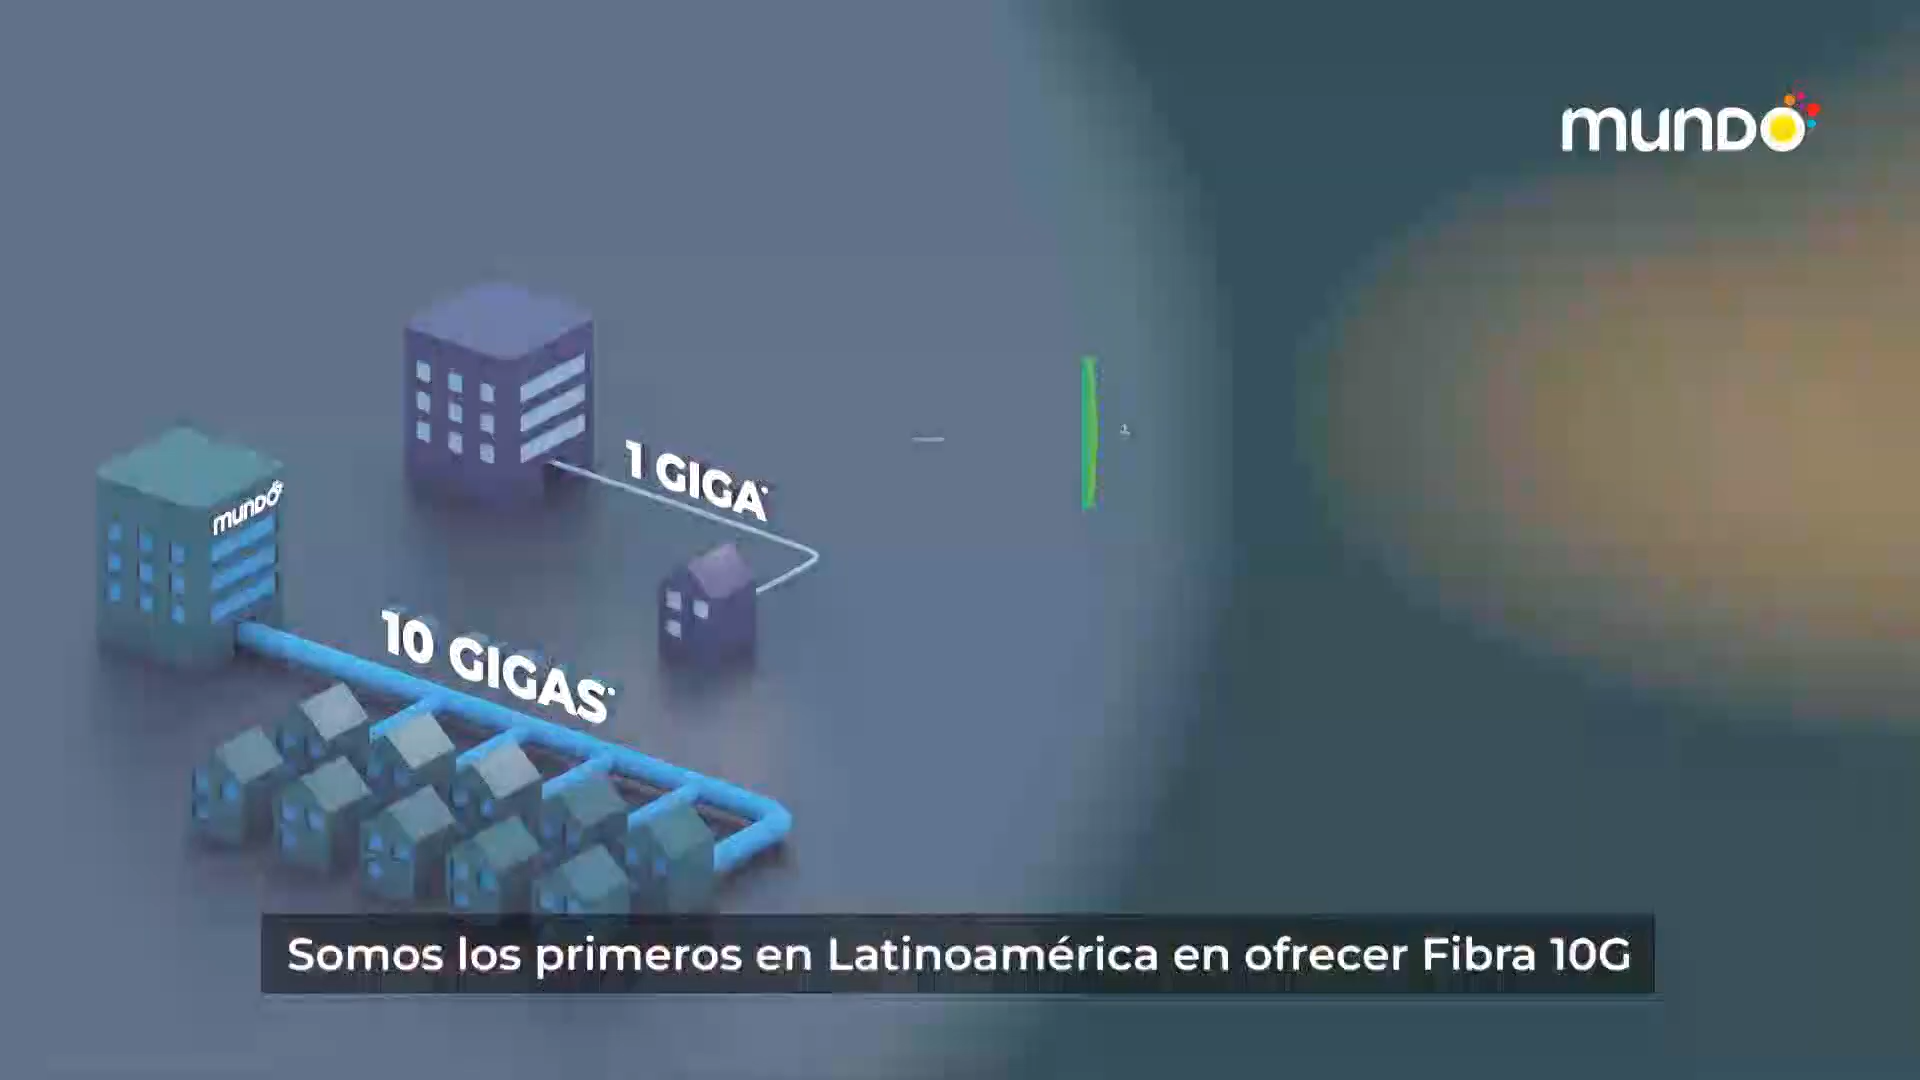 munDo
1 GIGA*
munDo
10 GIGAS*
Somos los primeros en Latinoamérica en ofrecer Fibra 10G